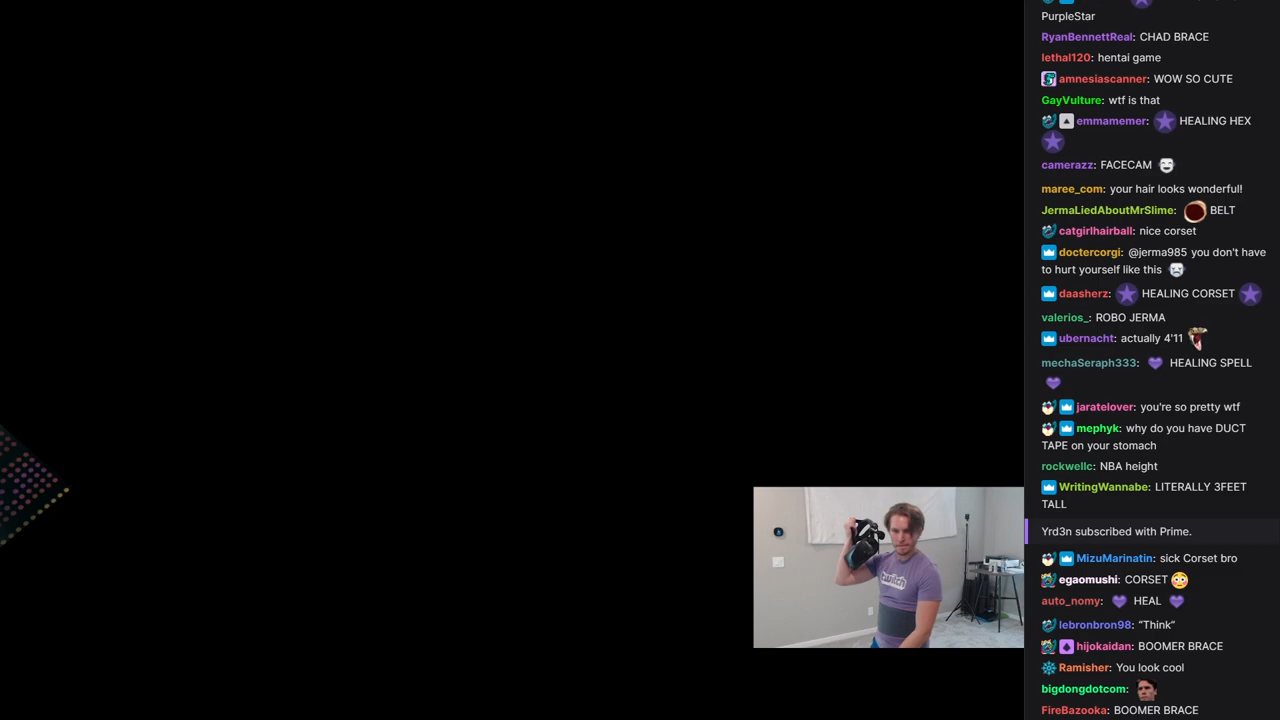 PurpleStar
RyanBennettReal: CHAD BRACE
lethal120: hentai game
amnesiascanner: WOW SO CUTE
GayVulture: wtf is that
emmamemer: HEALING HEX
camerazz: FACECAM
maree_com: your hair looks wonderful!
JermaLiedAboutMrSlime: BELT
catgirlhairball: nice corset
doctercorgi: @jerma985 you don't have
to hurt yourself like this
daasherz: HEALING CORSET
valerios_: ROBO JERMA
ubernacht: actually 4'11
mechaSeraph333: HEALING SPELL
jaratelover: you're so pretty wtf
mephyk: why do you have DUCT
TAPE on your stomach
rockwellc: NBA height
WritingWannabe: LITERALLY 3FEET
TALL
Yrd3n subscribed with Prime.
MizuMarinatin: sick Corset bro
egaomushi: CORSET
auto_nomy: HEAL
lebronbron98: “Think”
hijokaidan: BOOMER BRACE
Ramisher: You look cool
bigdongdotcom:
FireBazooka: BOOMER BRACE
twitch